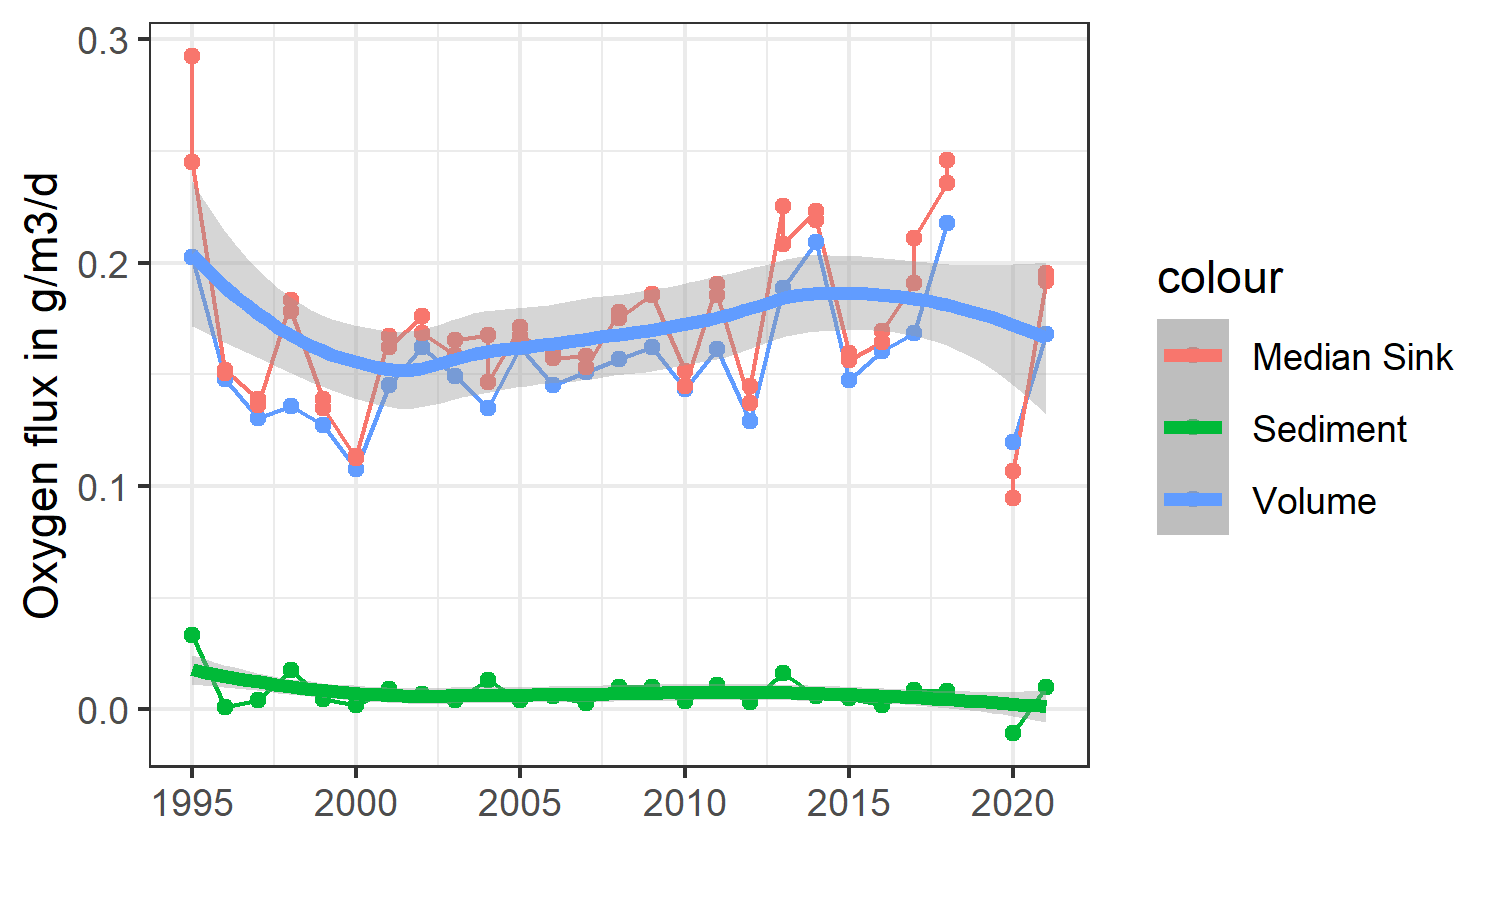 Oxygen flux in g/m3/d
0.3
0.2
0.1
0.0
1995 2000 2005 2010 2015 2020
colour
Median Sink
Sediment
Volume